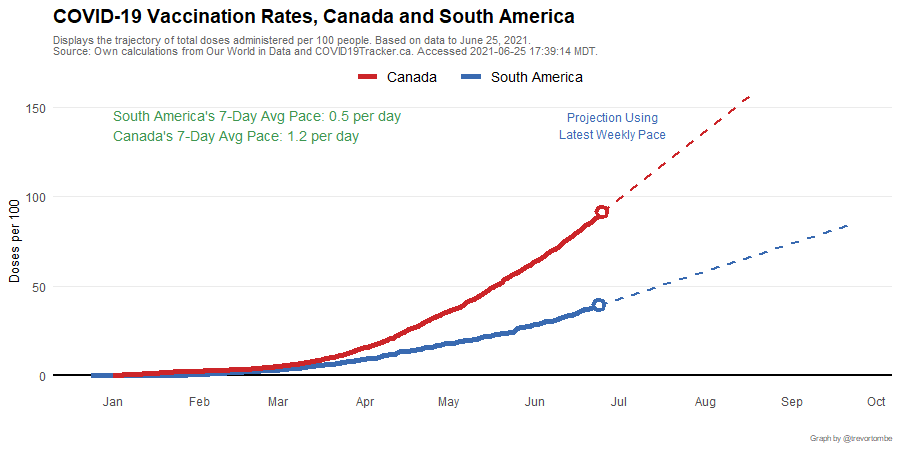 COVID-19 Vaccination Rates, Canada and South America
Displays the trajectory of total doses administered per 100 people. Based on data to June 25, 2021.
Source: Own calculations from Our World in Data and COVID19Tracker.ca. Accessed 2021-06-25 17:39:14 MDT.
Canada South America
South America's 7-Day Avg Pace: 0.5 per day
Canada's 7-Day Avg Pace: 1.2 per day
Projection Using
Latest Weekly Pace
Doses per 100
150
100
50
0
Jan Feb Mar Apr May Jun Jul Aug Sep Oct
Graph by @trevortombe